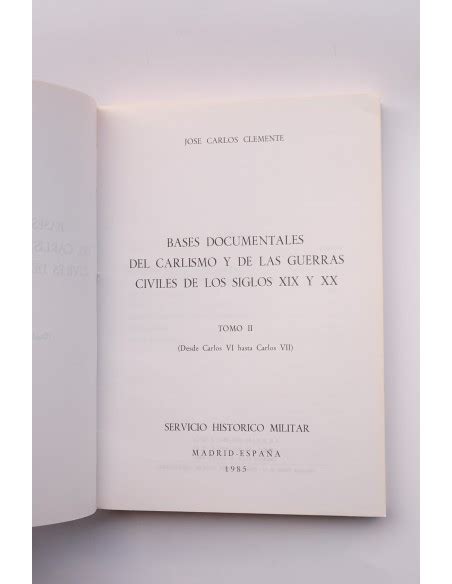 JOSE CARLOS CLEMENTE
BASES DOCUMENTALES
DEL CARLISMO Y DE LAS GUERRAS
CIVILES DE LOS SIGLOS XIX Y XX
TOMO II
(Desde Carlos VI hasta Carlos VII)
SERVICIO HISTORICO MILITAR
MADRID-ESPAÑA
1985